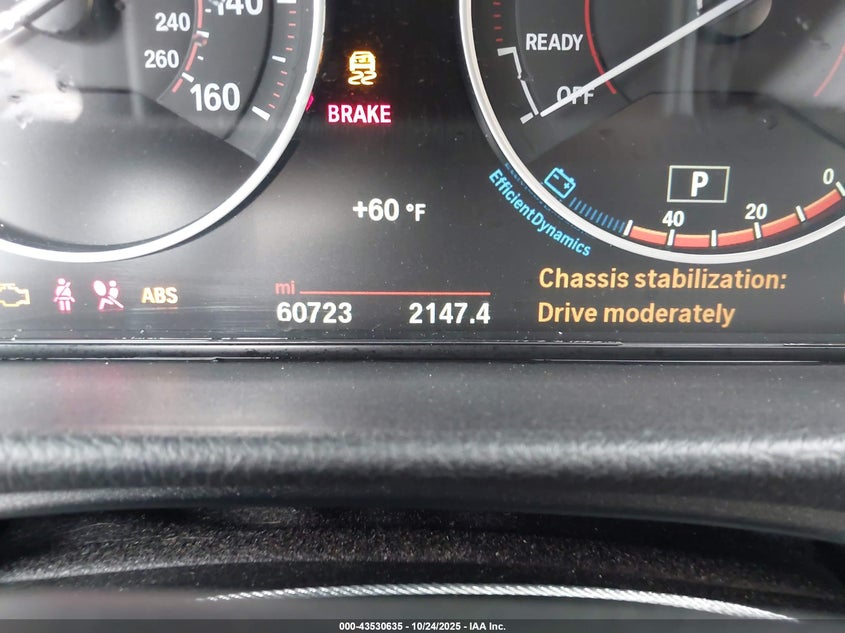 140
240
260
160
BRAKE
READY
OFF
+60 °F
EfficientDynamics
P
40
20
0
ABS
mi
60723 2147.4
Chassis stabilization:
Drive moderately
000-43530635 - 10/24/2025 - IAA Inc.